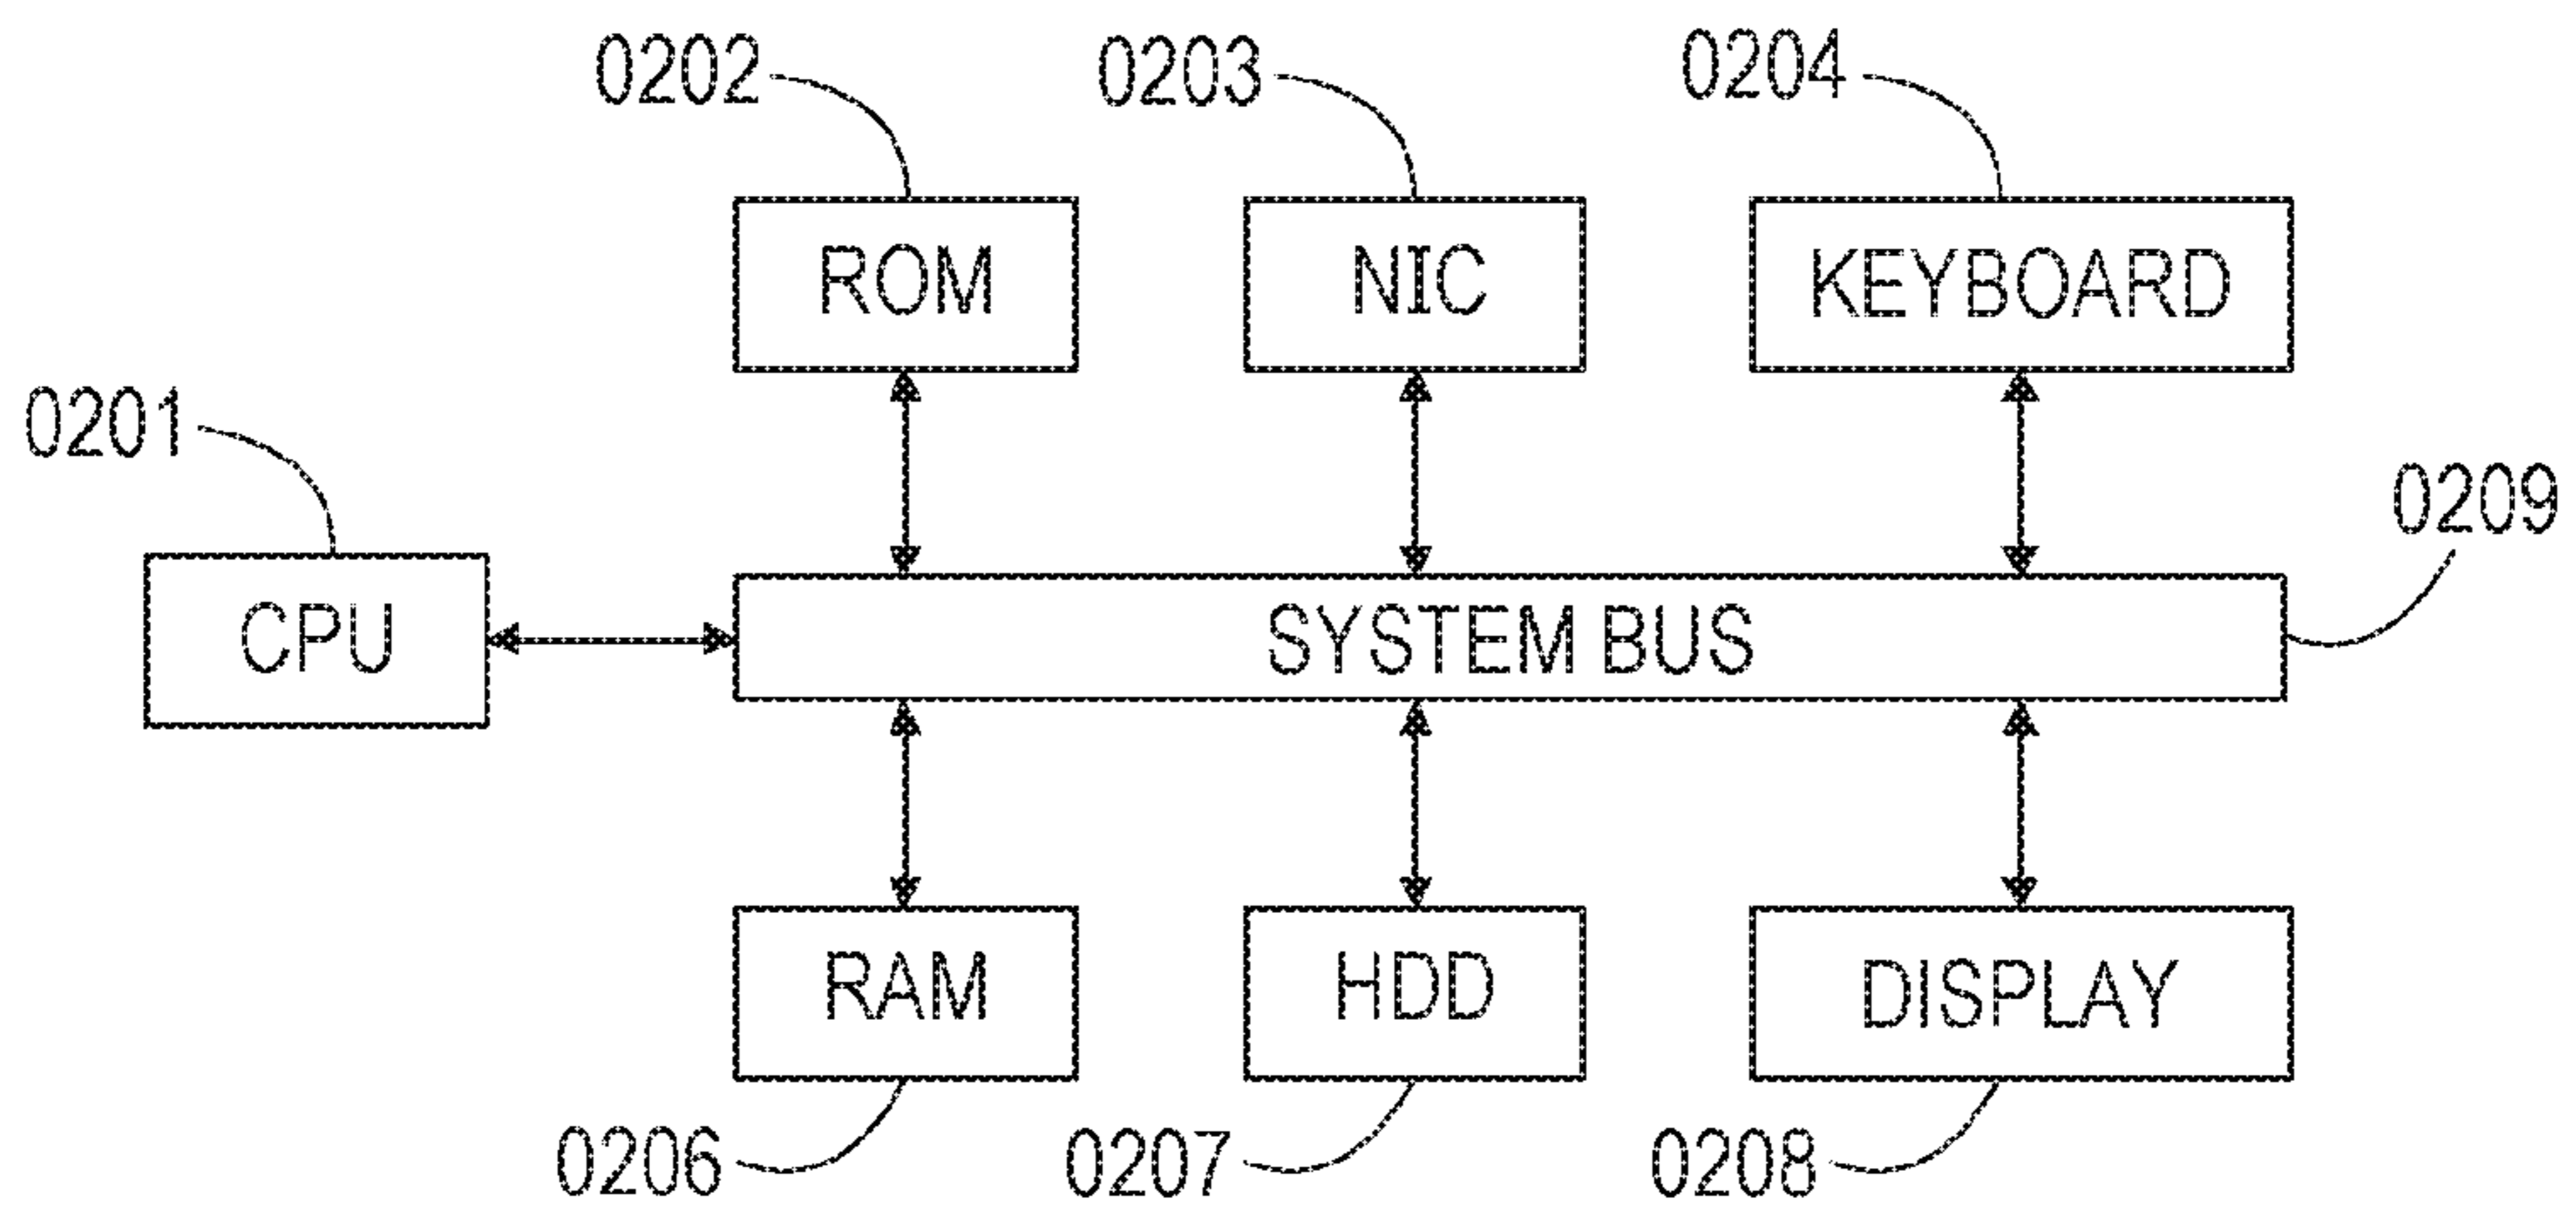 0202
0203
0204
ROM
NIC
KEYBOARD
0201
0209
CPU
SYSTEM BUS
RAM
HDD
DISPLAY
0206
0207
0208